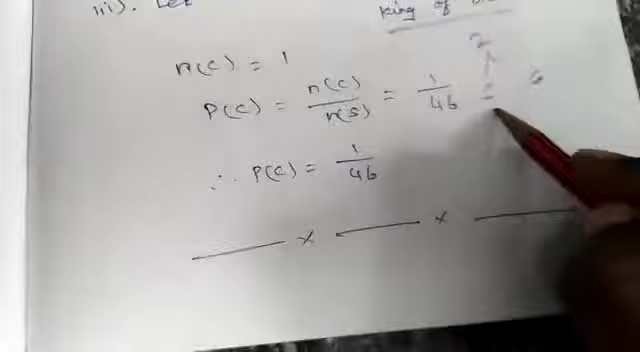 iii). Let king of
n(c) = 1
P(c) = n(c)/n(s) = 1/46
∴ P(c) = 1/46